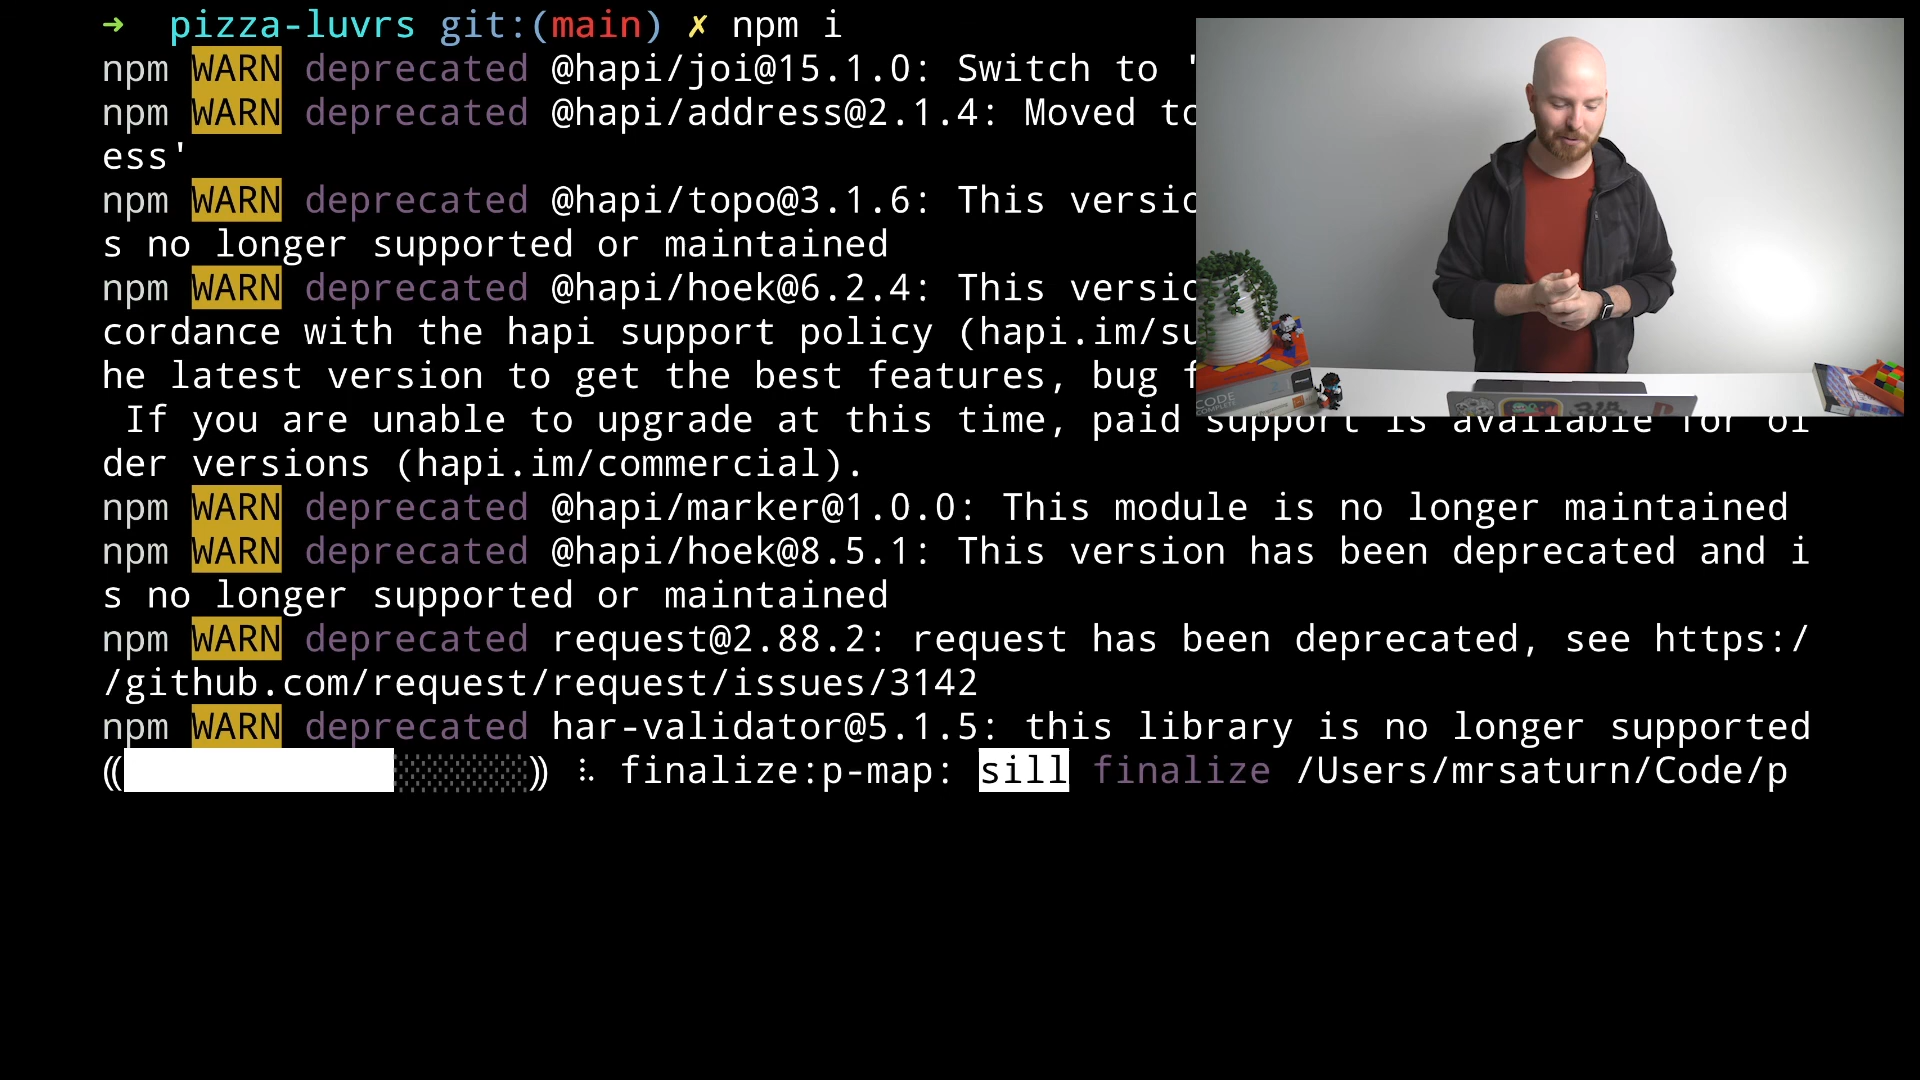 ➜ pizza-luvrs git:(main) ✗ npm i
npm WARN deprecated @hapi/joi@15.1.0: Switch to '
npm WARN deprecated @hapi/address@2.1.4: Moved to
ess'
npm WARN deprecated @hapi/topo@3.1.6: This versio
s no longer supported or maintained
npm WARN deprecated @hapi/hoek@6.2.4: This versio
cordance with the hapi support policy (hapi.im/su
he latest version to get the best features, bug f
If you are unable to upgrade at this time, paid support is available for ol
der versions (hapi.im/commercial).
npm WARN deprecated @hapi/marker@1.0.0: This module is no longer maintained
npm WARN deprecated @hapi/hoek@8.5.1: This version has been deprecated and i
s no longer supported or maintained
npm WARN deprecated request@2.88.2: request has been deprecated, see https:/
/github.com/request/request/issues/3142
npm WARN deprecated har-validator@5.1.5: this library is no longer supported
((░░░░░░)) ⠧ finalize:p-map: sill finalize /Users/mrsaturn/Code/p
CODE
COMPLETE